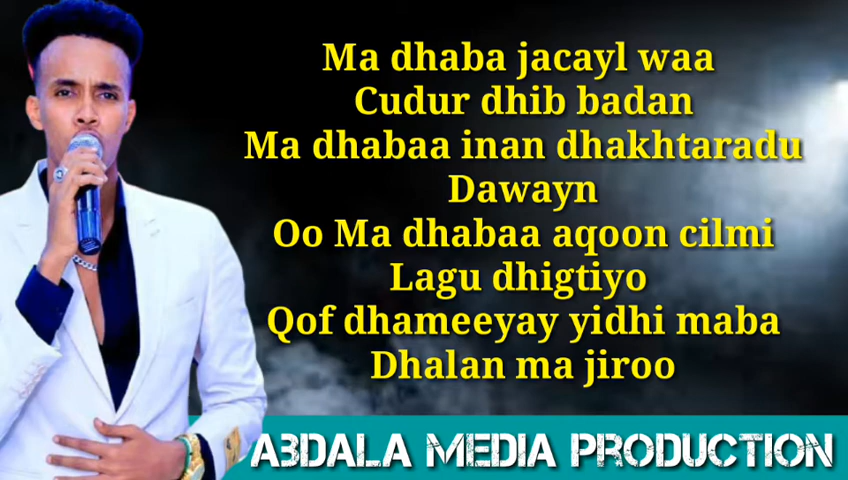 Ma dhaba jacayl waa
Cudur dhib badan
Ma dhabaa inan dhakhtaradu
Dawayn
Oo Ma dhabaa aqoon cilmi
Lagu dhigtiyo
Qof dhameeyay yidhi maba
Dhalan ma jiroo
ABDALA MEDIA PRODUCTION